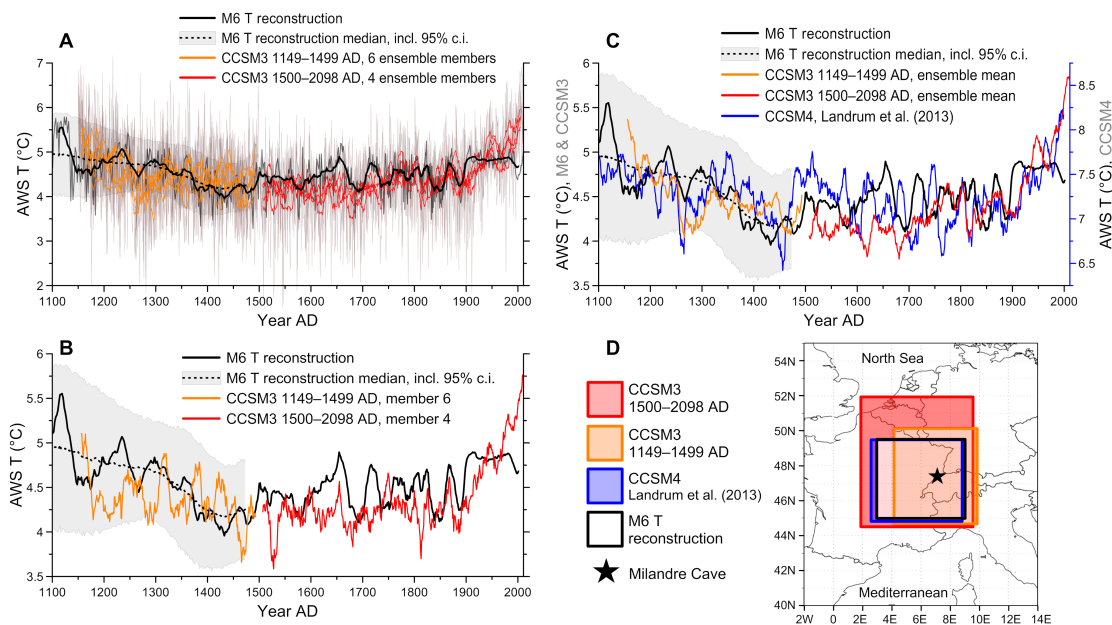 A
M6 T reconstruction
M6 T reconstruction median, incl. 95% c.i.
CCSM3 1149–1499 AD, 6 ensemble members
CCSM3 1500–2098 AD, 4 ensemble members
AWS T (°C)
7
6
5
4
3
2
1100 1200 1300 1400 1500 1600 1700 1800 1900 2000
Year AD
B
M6 T reconstruction
M6 T reconstruction median, incl. 95% c.i.
CCSM3 1149–1499 AD, member 6
CCSM3 1500–2098 AD, member 4
AWS T (°C)
6
5.5
5
4.5
4
3.5
1100 1200 1300 1400 1500 1600 1700 1800 1900 2000
Year AD
C
M6 T reconstruction
M6 T reconstruction median, incl. 95% c.i.
CCSM3 1149–1499 AD, ensemble mean
CCSM3 1500–2098 AD, ensemble mean
CCSM4, Landrum et al. (2013)
AWS T (°C), M6 & CCSM3
6
5.5
5
4.5
4
3.5
AWS T (°C), CCSM4
8.5
8
7.5
7
6.5
1100 1200 1300 1400 1500 1600 1700 1800 1900 2000
Year AD
D
CCSM3
1500–2098 AD
CCSM3
1149–1499 AD
CCSM4
Landrum et al. (2013)
M6 T
reconstruction
Milandre Cave
North Sea
Mediterranean
54N
52N
50N
48N
46N
44N
42N
40N
2W 0 2E 4E 6E 8E 10E 12E 14E